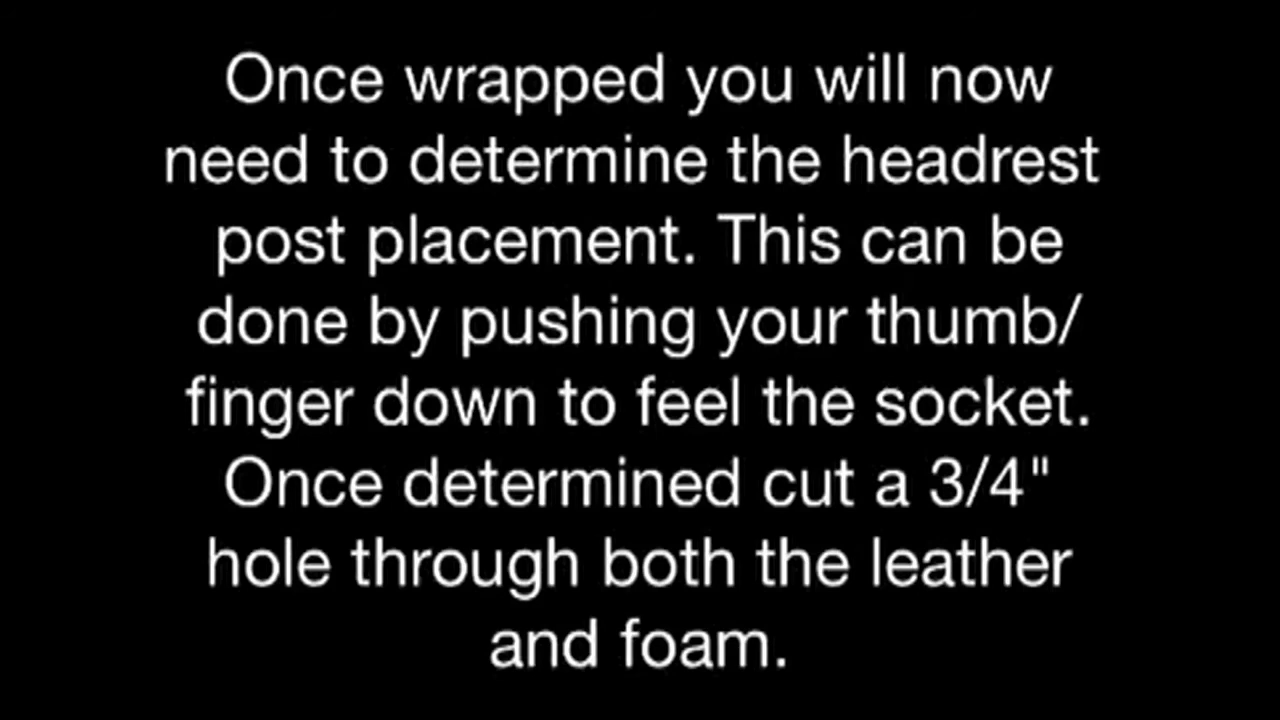 Once wrapped you will now
need to determine the headrest
post placement. This can be
done by pushing your thumb/
finger down to feel the socket.
Once determined cut a 3/4"
hole through both the leather
and foam.